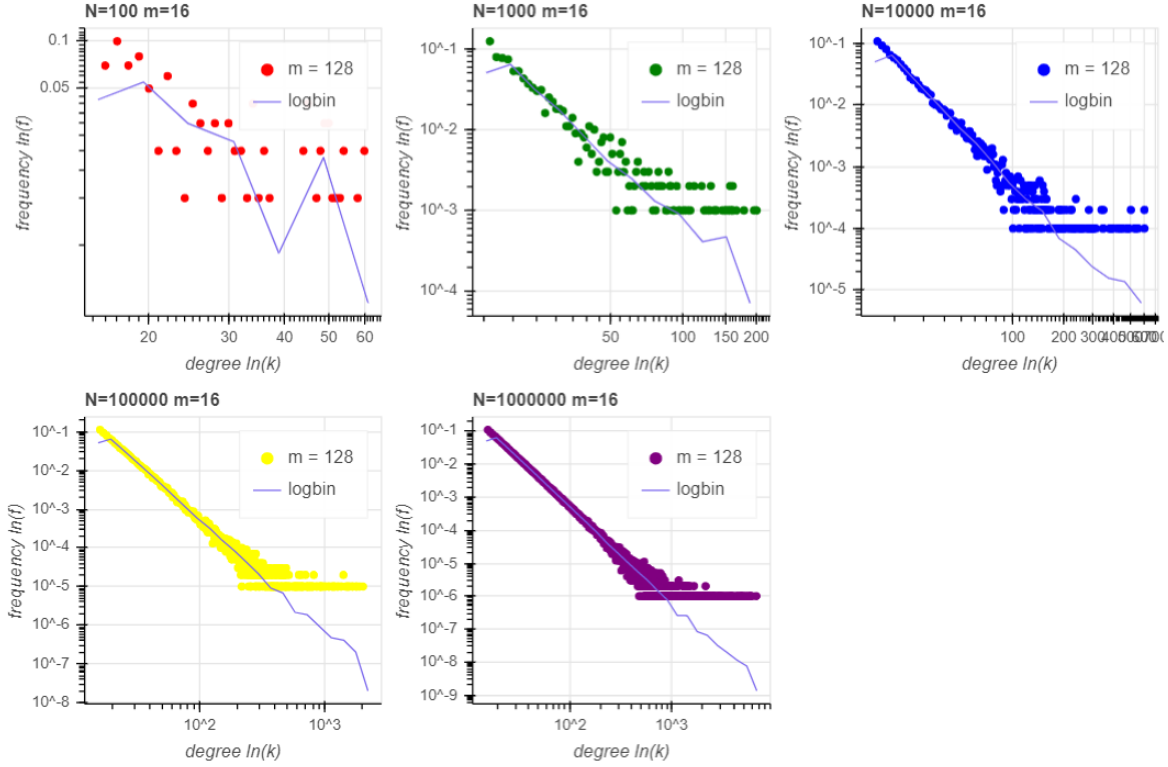 N=100 m=16
0.1
0.05
frequency ln(f)
m = 128
logbin
20 30 40 50 60
degree ln(k)
N=1000 m=16
10^-1
10^-2
10^-3
10^-4
frequency ln(f)
m = 128
logbin
50 100 150 200
degree ln(k)
N=10000 m=16
10^-1
10^-2
10^-3
10^-4
10^-5
frequency ln(f)
m = 128
logbin
100 200 300 400
degree ln(k)
N=100000 m=16
10^-1
10^-2
10^-3
10^-4
10^-5
10^-6
10^-7
10^-8
frequency ln(f)
m = 128
logbin
10^2 10^3
degree ln(k)
N=1000000 m=16
10^-1
10^-2
10^-3
10^-4
10^-5
10^-6
10^-7
10^-8
10^-9
frequency ln(f)
m = 128
logbin
10^2 10^3
degree ln(k)